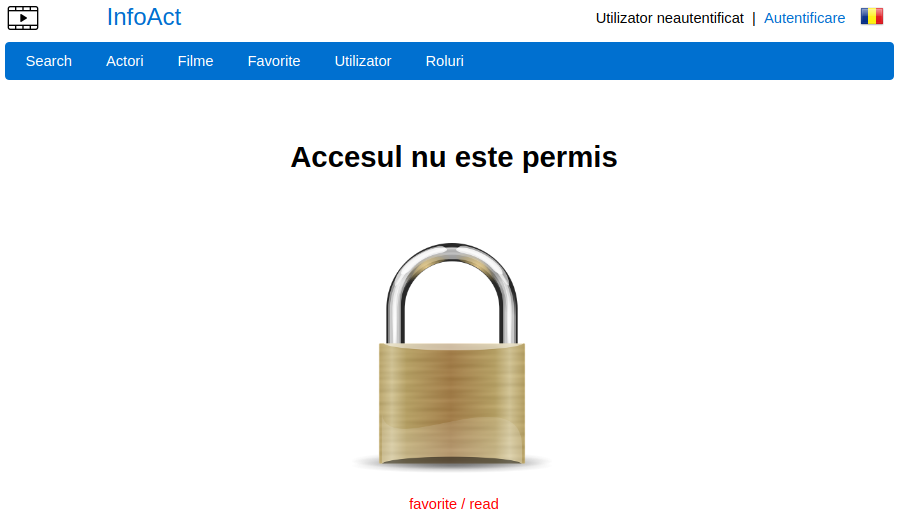 InfoAct
Utilizator neautentificat | Autentificare
Search Actori Filme Favorite Utilizator Roluri
Accesul nu este permis
favorite / read